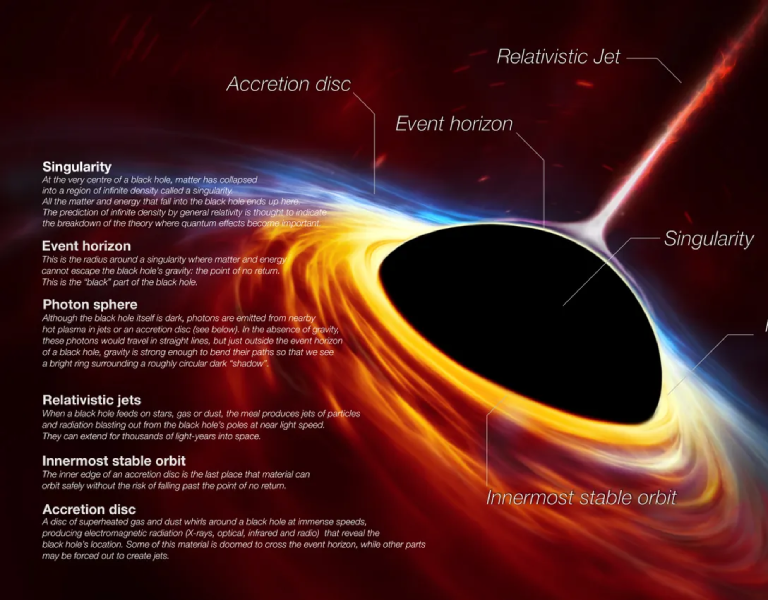 Relativistic Jet
Accretion disc
Event horizon
Singularity
Innermost stable orbit
Singularity
At the very centre of a black hole, matter has collapsed
into a region of infinite density called a singularity.
All the matter and energy that fall into the black hole ends up here.
The prediction of infinite density by general relativity is thought to indicate
the breakdown of the theory where quantum effects become important.
Event horizon
This is the radius around a singularity where matter and energy
cannot escape the black hole's gravity: the point of no return.
This is the "black" part of the black hole.
Photon sphere
Although the black hole itself is dark, photons are emitted from nearby
hot plasma in jets or an accretion disc (see below). In the absence of gravity,
these photons would travel in straight lines, but just outside the event horizon
of a black hole, gravity is strong enough to bend their paths so that we see
a bright ring surrounding a roughly circular dark "shadow".
Relativistic jets
When a black hole feeds on stars, gas or dust, the meal produces jets of particles
and radiation blasting out from the black hole's poles at near light speed.
They can extend for thousands of light-years into space.
Innermost stable orbit
The inner edge of an accretion disc is the last place that material can
orbit safely without the risk of falling past the point of no return.
Accretion disc
A disc of superheated gas and dust whirls around a black hole at immense speeds,
producing electromagnetic radiation (X-rays, optical, infrared and radio) that reveal the
black hole's location. Some of this material is doomed to cross the event horizon, while other parts
may be forced out to create jets.